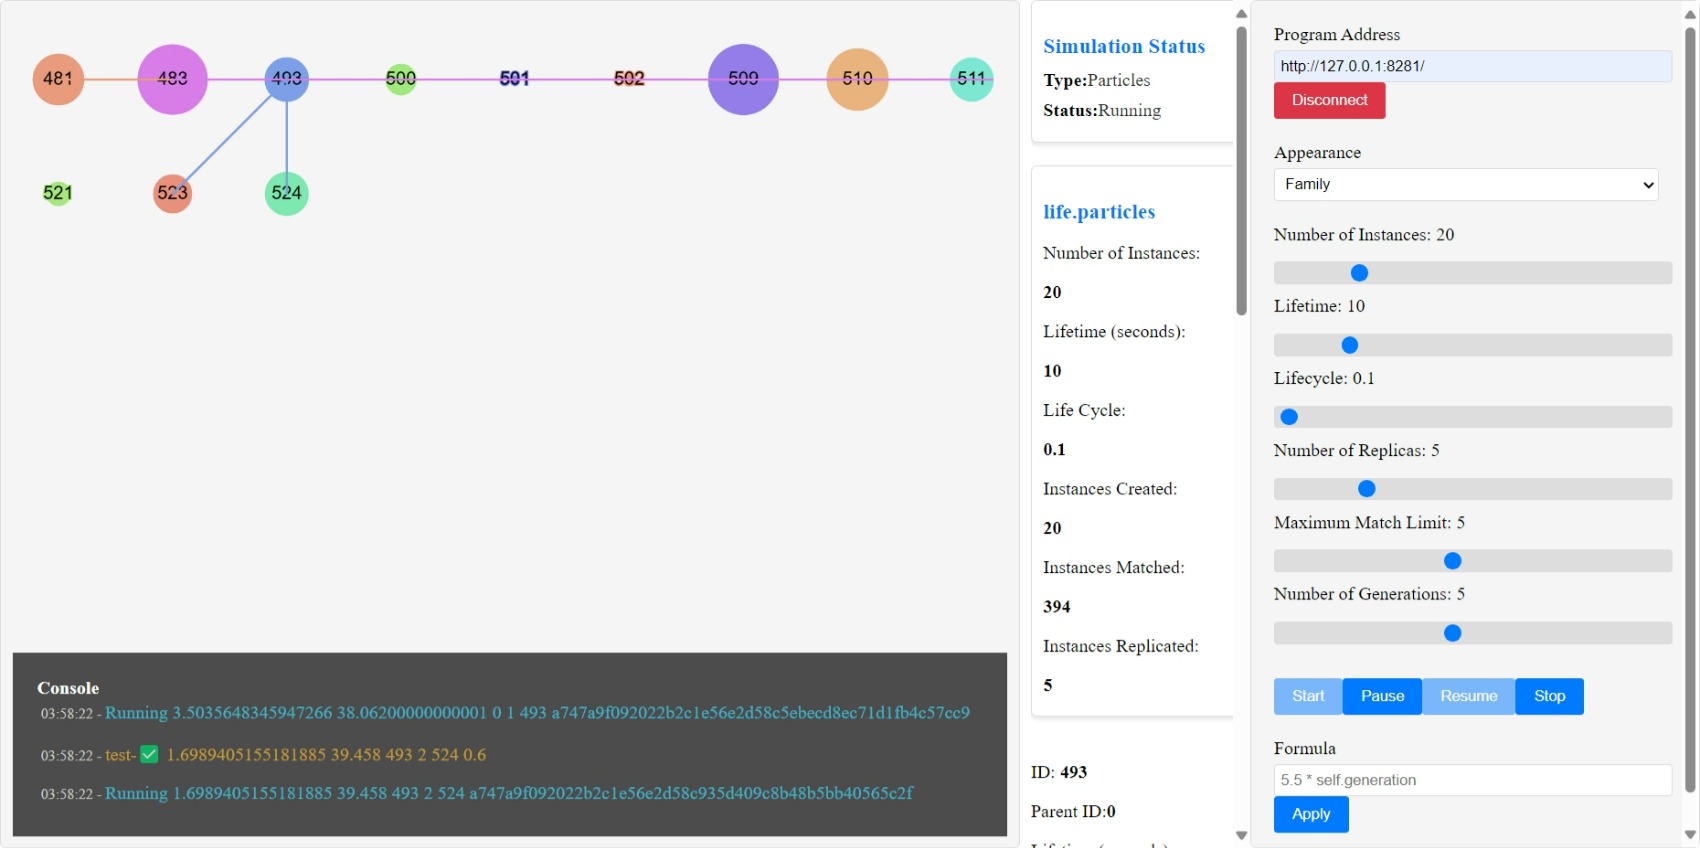 481 483 493 500 501 502 509 510 511
521 523 524
Console
03:58:22 - Running 3.5035648345947266 38.06200000000001 0 1 493 a747a9f092022b2c1e56e2d58c5ebecd8ec71d1fb4c57cc9
03:58:22 - test-✅ 1.6989405155181885 39.458 493 2 524 0.6
03:58:22 - Running 1.6989405155181885 39.458 493 2 524 a747a9f092022b2c1e56e2d58c935d409c8b48b5bb40565c2f
Simulation Status
Type:Particles
Status:Running
life.particles
Number of Instances:
20
Lifetime (seconds):
10
Life Cycle:
0.1
Instances Created:
20
Instances Matched:
394
Instances Replicated:
5
ID: 493
Parent ID:0
Program Address
http://127.0.0.1:8281/
Disconnect
Appearance
Family
Number of Instances: 20
Lifetime: 10
Lifecycle: 0.1
Number of Replicas: 5
Maximum Match Limit: 5
Number of Generations: 5
Start Pause Resume Stop
Formula
5.5 * self.generation
Apply